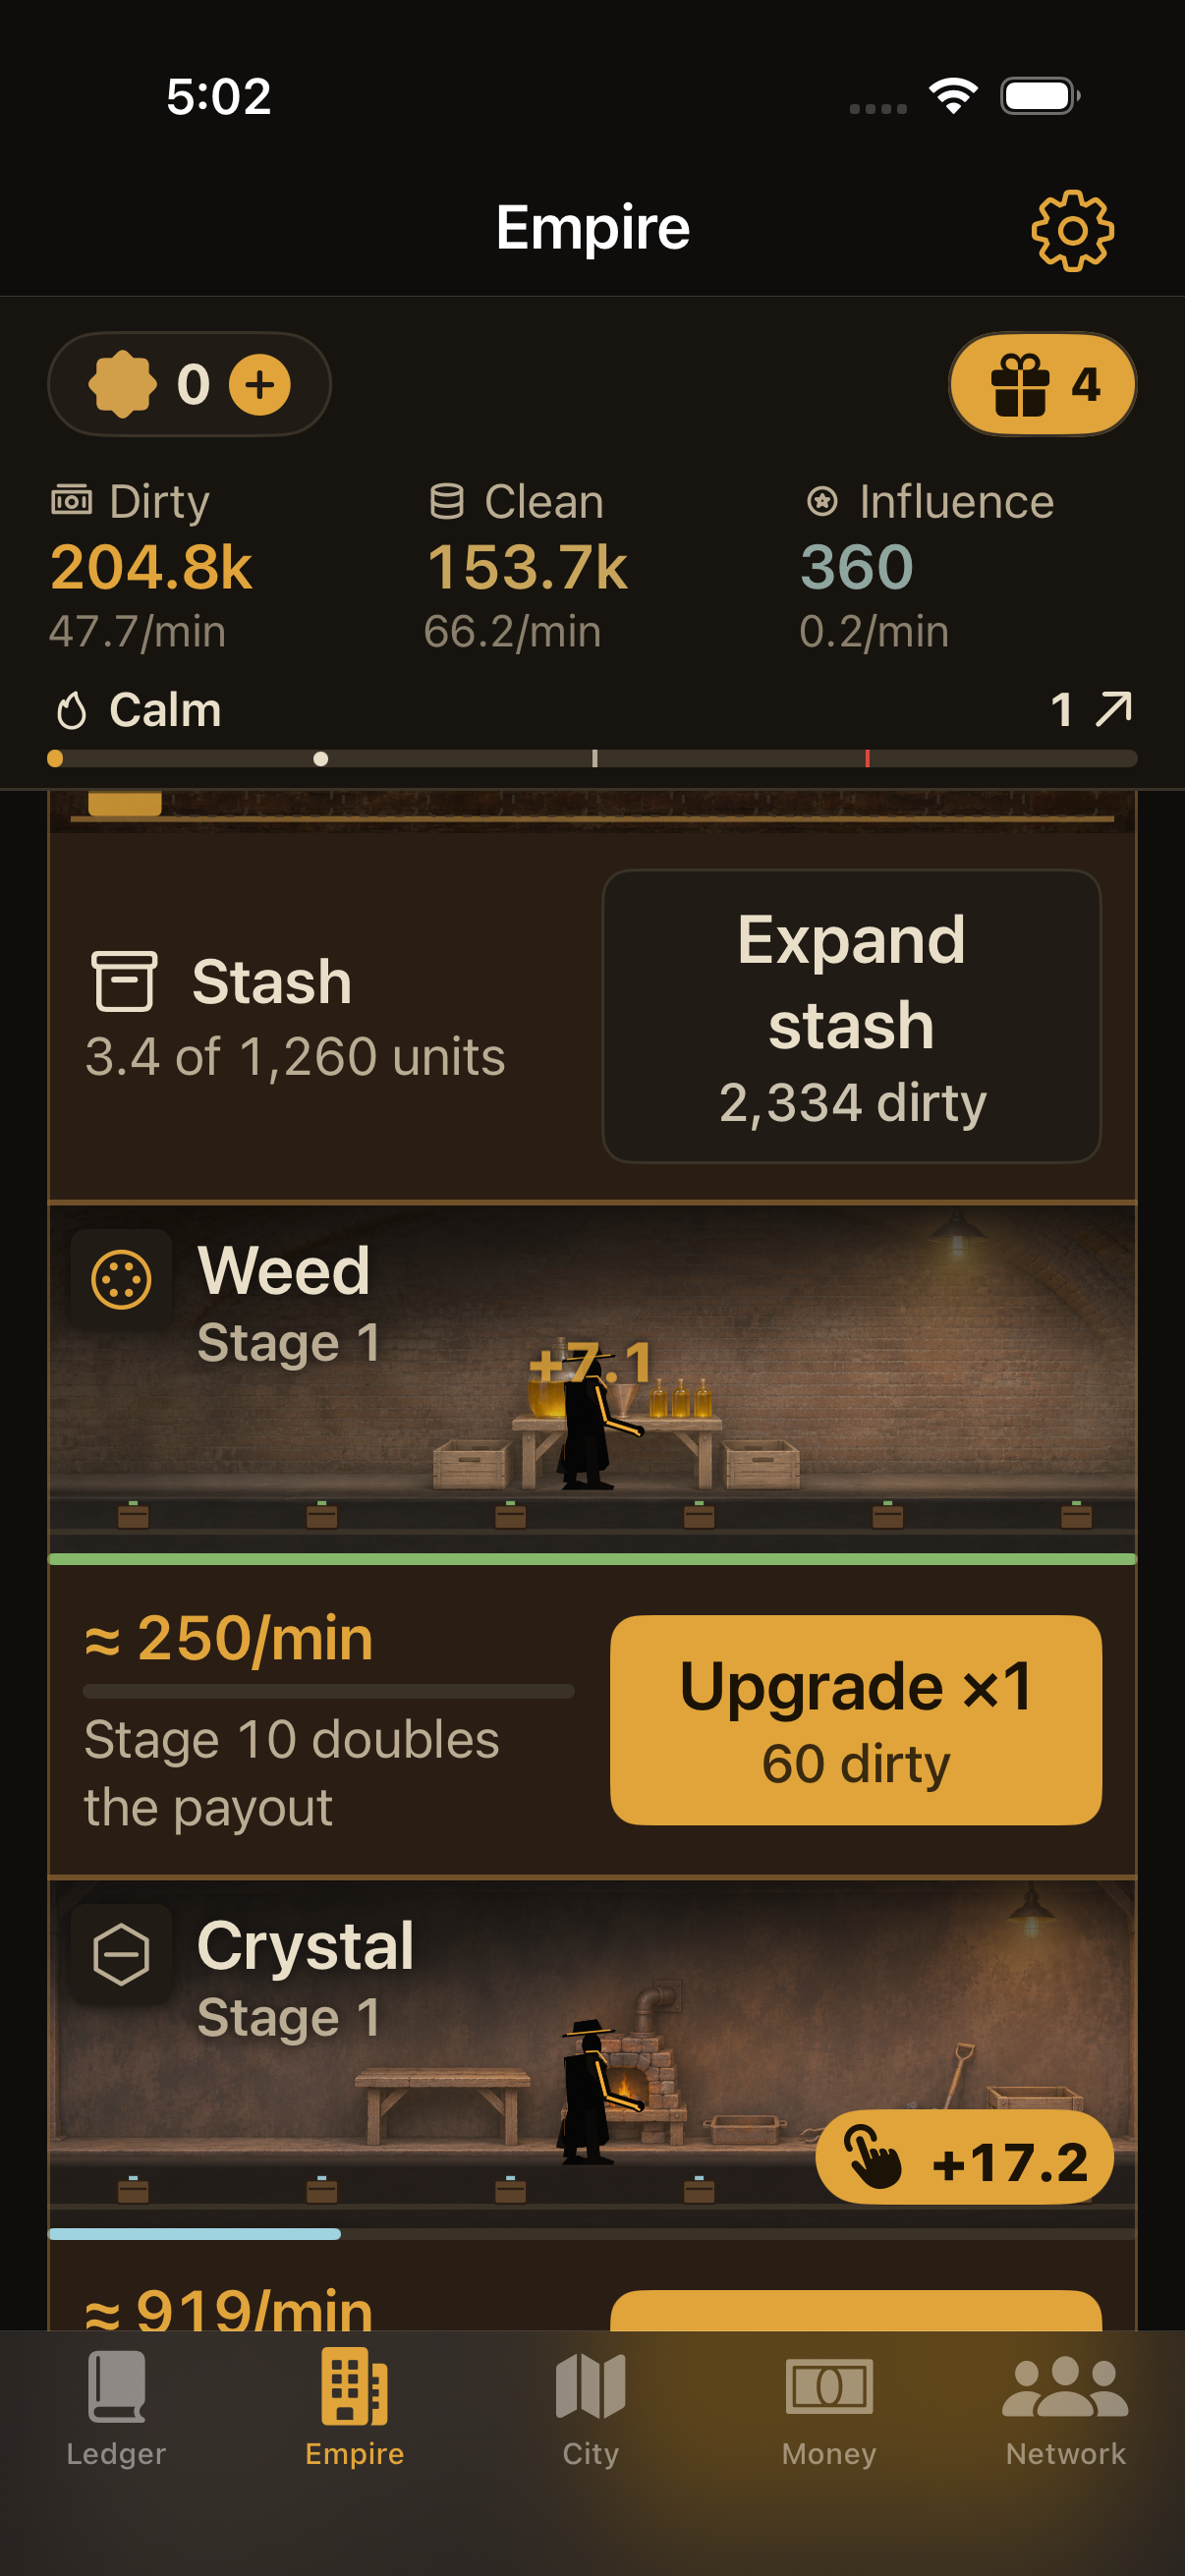 5:02
Empire
0
4
Dirty
Clean
Influence
204.8k
153.7k
360
47.7/min
66.2/min
0.2/min
Calm
1
Stash
3.4 of 1,260 units
Expand
stash
2,334 dirty
Weed
Stage 1
+7.1
≈ 250/min
Stage 10 doubles
the payout
Upgrade ×1
60 dirty
Crystal
Stage 1
+17.2
≈ 919/min
Ledger
Empire
City
Money
Network